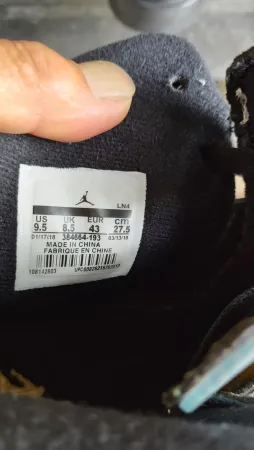 LN4
US UK EUR cm
9.5 8.5 43 27.5
01/17/18 384664-193 03/13/18
MADE IN CHINA
FABRIQUE EN CHINE